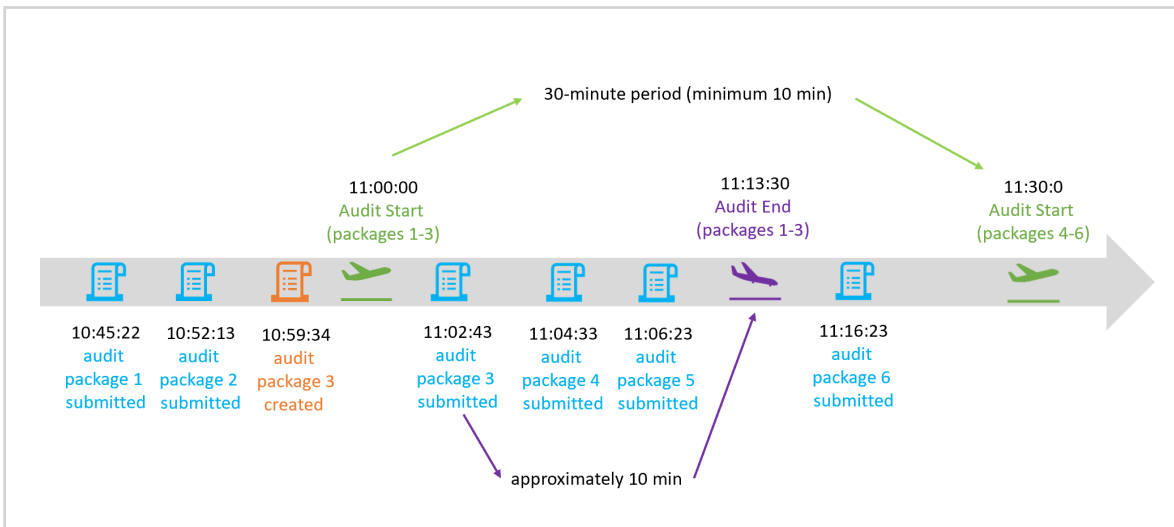 30-minute period (minimum 10 min)
11:00:00
Audit Start
(packages 1-3)
11:13:30
Audit End
(packages 1-3)
11:30:0
Audit Start
(packages 4-6)
10:45:22
audit
package 1
submitted
10:52:13
audit
package 2
submitted
10:59:34
audit
package 3
created
11:02:43
audit
package 3
submitted
11:04:33
audit
package 4
submitted
11:06:23
audit
package 5
submitted
11:16:23
audit
package 6
submitted
approximately 10 min